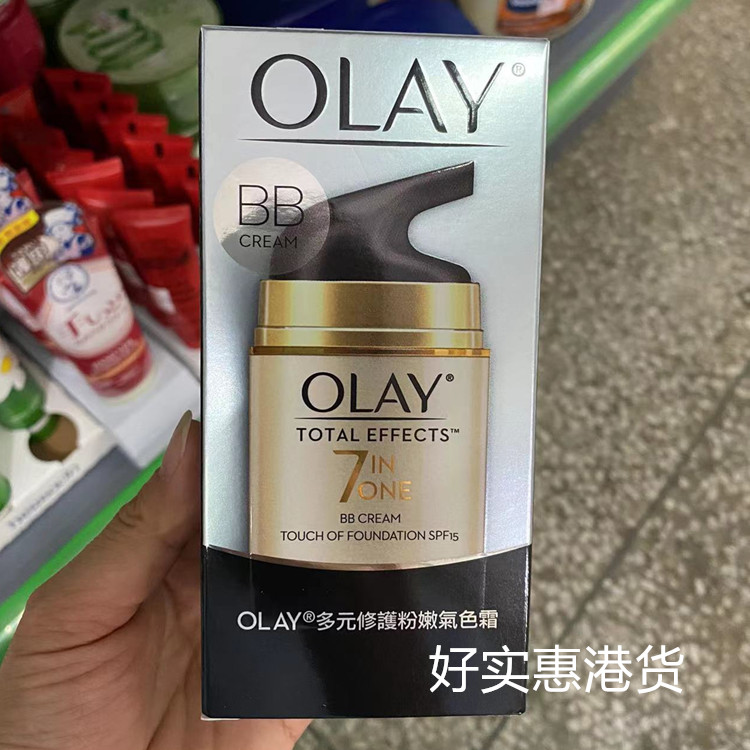 OLAY®
BB
CREAM
OLAY®
TOTAL EFFECTS™
7 IN
ONE
BB CREAM
TOUCH OF FOUNDATION SPF15
OLAY®多元修護粉嫩氣色霜
好实惠港货